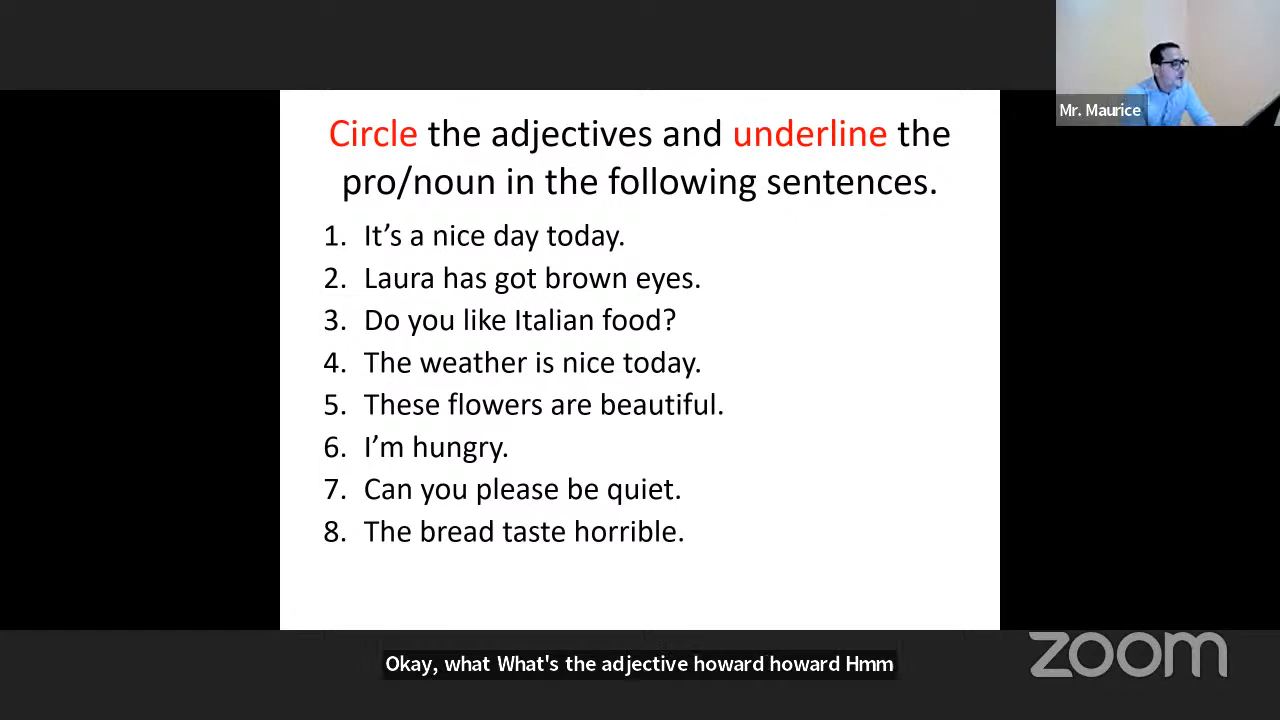 Mr. Maurice
Circle the adjectives and underline the
pro/noun in the following sentences.
1. It’s a nice day today.
2. Laura has got brown eyes.
3. Do you like Italian food?
4. The weather is nice today.
5. These flowers are beautiful.
6. I’m hungry.
7. Can you please be quiet.
8. The bread taste horrible.
zoom
Okay, what What's the adjective howard howard Hmm